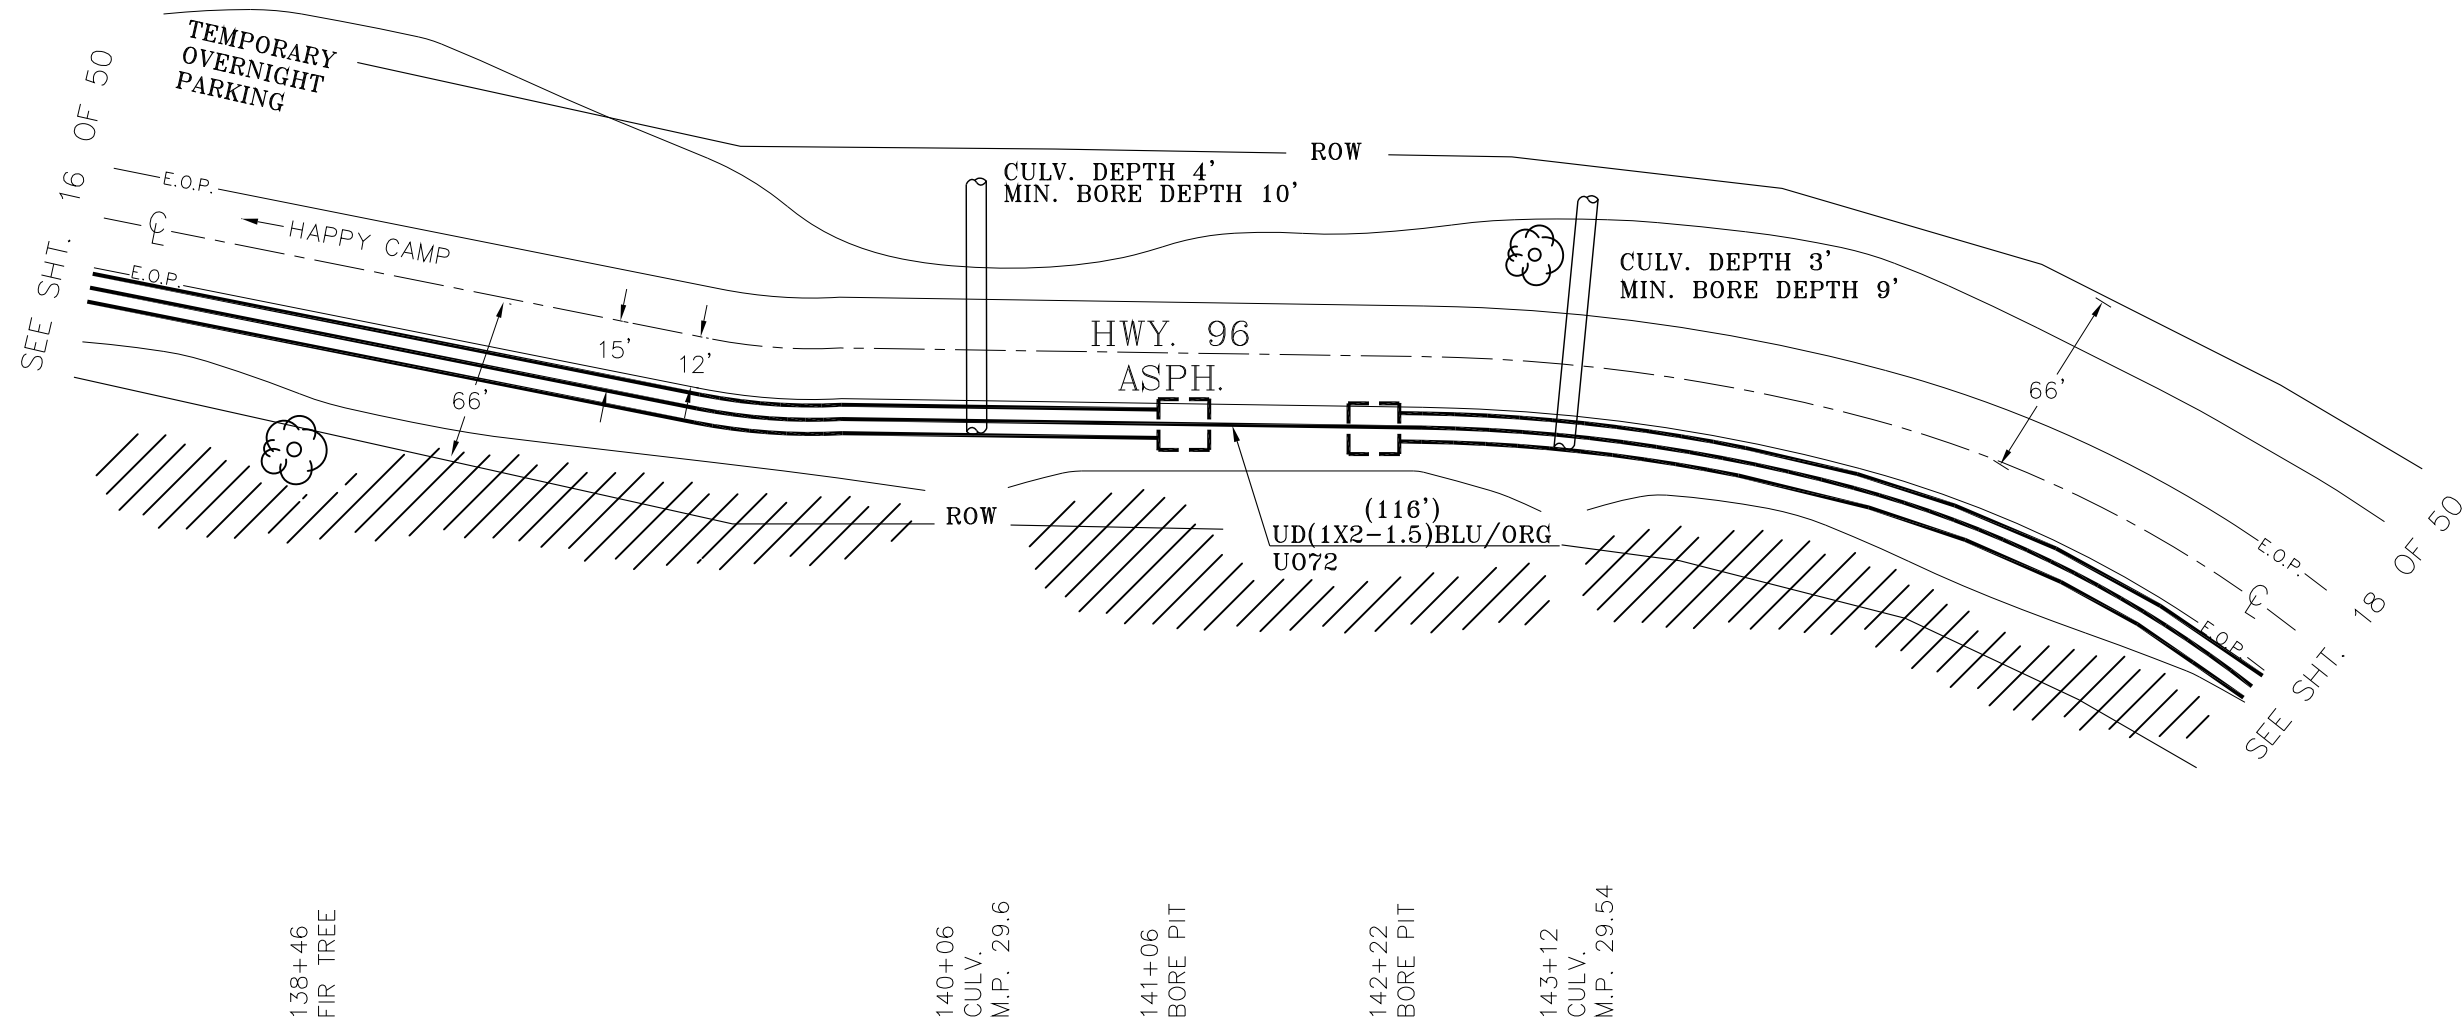 TEMPORARY
OVERNIGHT
PARKING
SEE SHT. 16 OF 50
E.O.P.
℄
HAPPY CAMP
E.O.P.
66'
15'
12'
CULV. DEPTH 4'
MIN. BORE DEPTH 10'
ROW
HWY. 96
ASPH.
CULV. DEPTH 3'
MIN. BORE DEPTH 9'
66'
ROW
(116')
UD(1X2-1.5)BLU/ORG
U072
E.O.P.
℄
E.O.P.
SEE SHT. 18 OF 50
138+46
FIR TREE
140+06
CULV.
M.P. 29.6
141+06
BORE PIT
142+22
BORE PIT
143+12
CULV.
M.P. 29.54